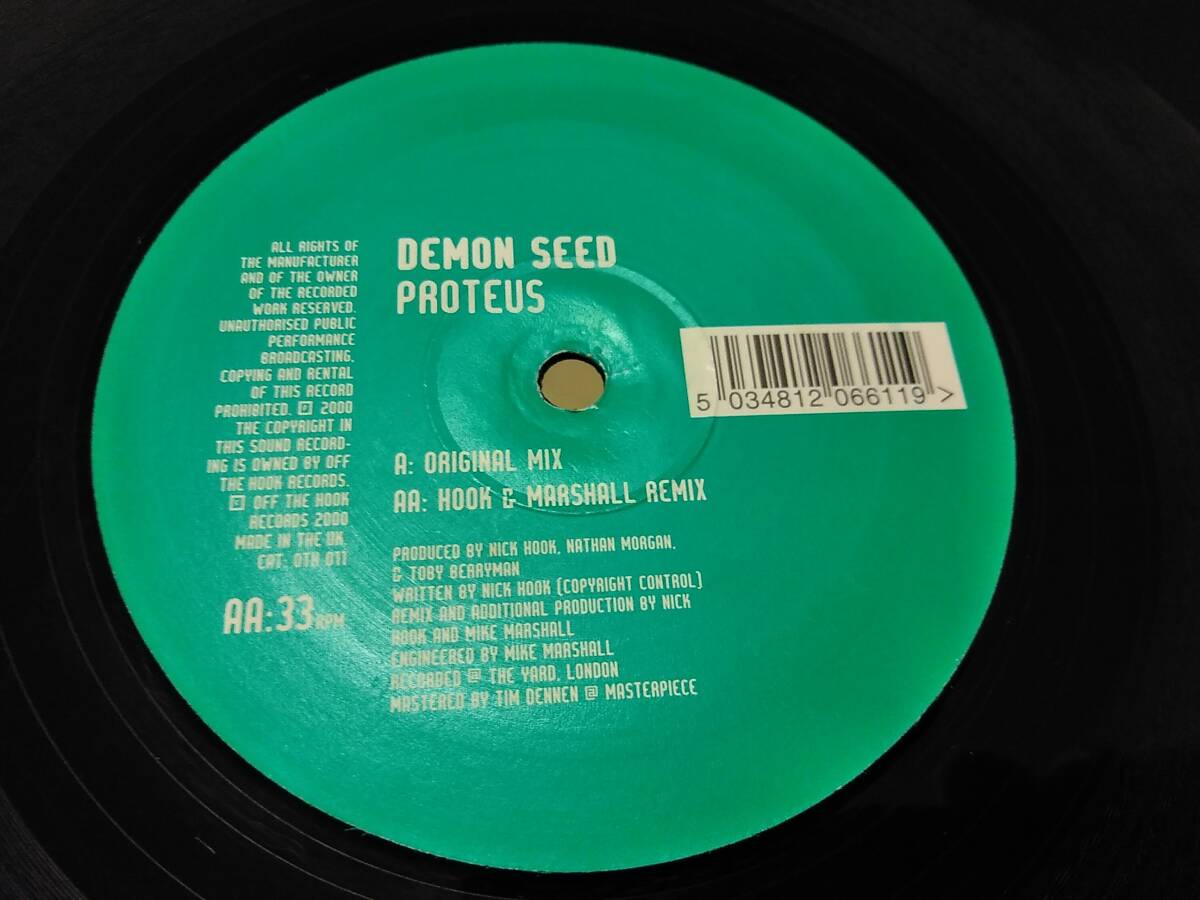 DEMON SEED
PROTEUS
ALL RIGHTS OF
THE MANUFACTURER
AND OF THE OWNER
OF THE RECORDED
WORK RESERVED.
UNAUTHORISED PUBLIC
PERFORMANCE
BROADCASTING,
COPYING AND RENTAL
OF THIS RECORD
PROHIBITED. ℗ 2000
THE COPYRIGHT IN
THIS SOUND RECORD-
ING IS OWNED BY OFF
THE HOOK RECORDS.
© OFF THE HOOK
RECORDS 2000
MADE IN THE UK.
CAT: OTH 011
AA:33 RPM
5 034812 066119 >
A: ORIGINAL MIX
AA: HOOK & MARSHALL REMIX
PRODUCED BY NICK HOOK, NATHAN MORGAN,
& TOBY BERRYMAN
WRITTEN BY NICK HOOK (COPYRIGHT CONTROL)
REMIX AND ADDITIONAL PRODUCTION BY NICK
HOOK AND MIKE MARSHALL
ENGINEERED BY MIKE MARSHALL
RECORDED @ THE YARD, LONDON
MASTERED BY TIM DENNEN @ MASTERPIECE